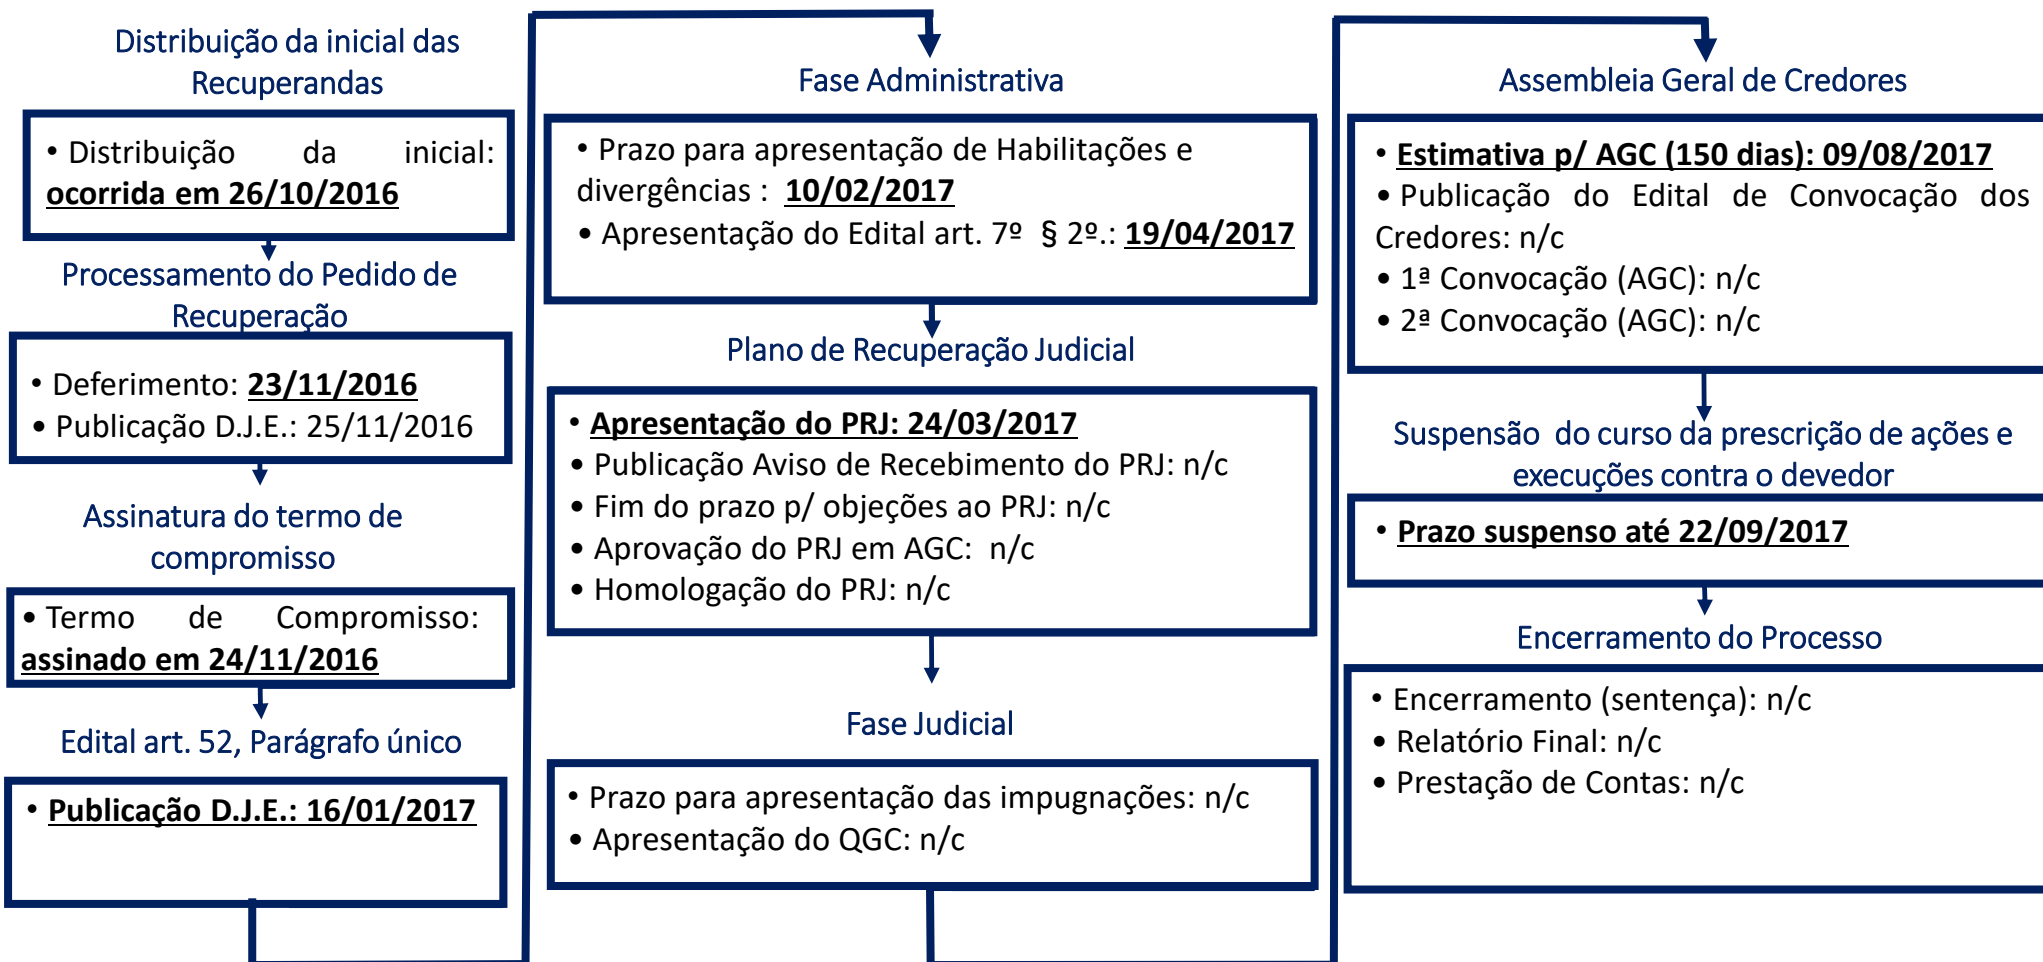 Distribuição da inicial das
Recuperandas
• Distribuição da inicial:
ocorrida em 26/10/2016
Processamento do Pedido de
Recuperação
• Deferimento: 23/11/2016
• Publicação D.J.E.: 25/11/2016
Assinatura do termo de
compromisso
• Termo de Compromisso:
assinado em 24/11/2016
Edital art. 52, Parágrafo único
• Publicação D.J.E.: 16/01/2017
Fase Administrativa
• Prazo para apresentação de Habilitações e
divergências : 10/02/2017
• Apresentação do Edital art. 7º § 2º.: 19/04/2017
Plano de Recuperação Judicial
• Apresentação do PRJ: 24/03/2017
• Publicação Aviso de Recebimento do PRJ: n/c
• Fim do prazo p/ objeções ao PRJ: n/c
• Aprovação do PRJ em AGC: n/c
• Homologação do PRJ: n/c
Fase Judicial
• Prazo para apresentação das impugnações: n/c
• Apresentação do QGC: n/c
Assembleia Geral de Credores
• Estimativa p/ AGC (150 dias): 09/08/2017
• Publicação do Edital de Convocação dos
Credores: n/c
• 1ª Convocação (AGC): n/c
• 2ª Convocação (AGC): n/c
Suspensão do curso da prescrição de ações e
execuções contra o devedor
• Prazo suspenso até 22/09/2017
Encerramento do Processo
• Encerramento (sentença): n/c
• Relatório Final: n/c
• Prestação de Contas: n/c